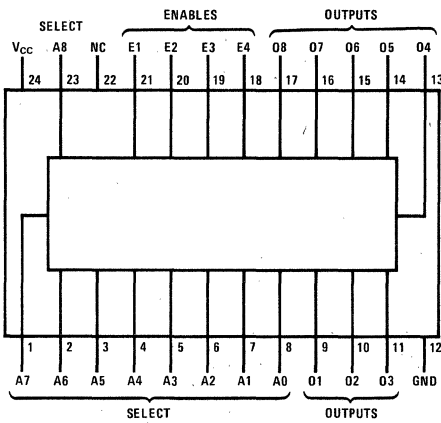 ENABLES OUTPUTS
SELECT
VCC A8 NC E1 E2 E3 E4 O8 O7 O6 O5 O4
24 23 22 21 20 19 18 17 16 15 14 13
1 2 3 4 5 6 7 8 9 10 11 12
A7 A6 A5 A4 A3 A2 A1 A0 O1 O2 O3 GND
SELECT OUTPUTS